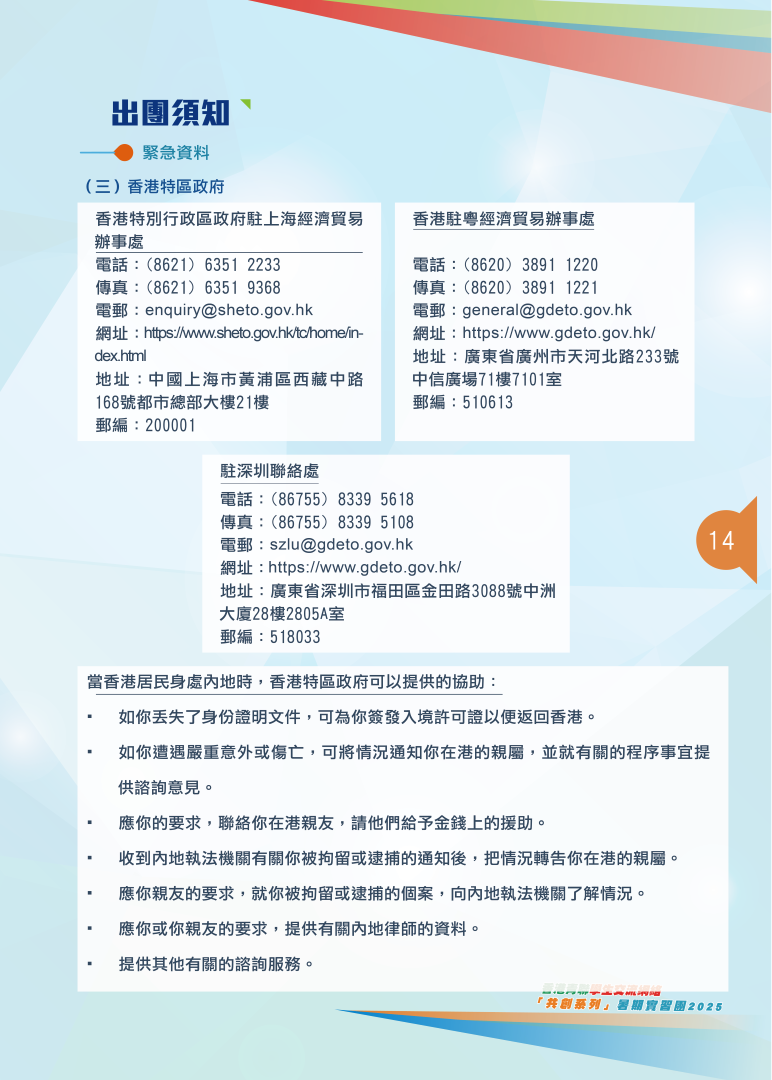 出團須知
緊急資料
（三）香港特區政府
香港特別行政區政府駐上海經濟貿易
辦事處
電話：（8621） 6351 2233
傳真：（8621） 6351 9368
電郵：enquiry@sheto.gov.hk
網址：https://www.sheto.gov.hk/tc/home/in-
dex.html
地址：中國上海市黃浦區西藏中路
168號都市總部大樓21樓
郵編：200001
香港駐粵經濟貿易辦事處
電話：（8620） 3891 1220
傳真：（8620） 3891 1221
電郵：general@gdeto.gov.hk
網址：https://www.gdeto.gov.hk/
地址：廣東省廣州市天河北路233號
中信廣場71樓7101室
郵編：510613
駐深圳聯絡處
電話：（86755） 8339 5618
傳真：（86755） 8339 5108
電郵：szlu@gdeto.gov.hk
網址：https://www.gdeto.gov.hk/
地址：廣東省深圳市福田區金田路3088號中洲
大廈28樓2805A室
郵編：518033
14
當香港居民身處內地時，香港特區政府可以提供的協助：
▪ 如你丟失了身份證明文件，可為你簽發入境許可證以便返回香港。
▪ 如你遭遇嚴重意外或傷亡，可將情況通知你在港的親屬，並就有關的程序事宜提
供諮詢意見。
▪ 應你的要求，聯絡你在港親友，請他們給予金錢上的援助。
▪ 收到內地執法機關有關你被拘留或逮捕的通知後，把情況轉告你在港的親屬。
▪ 應你親友的要求，就你被拘留或逮捕的個案，向內地執法機關了解情況。
▪ 應你或你親友的要求，提供有關內地律師的資料。
▪ 提供其他有關的諮詢服務。
「共創系列」暑期實習團2025